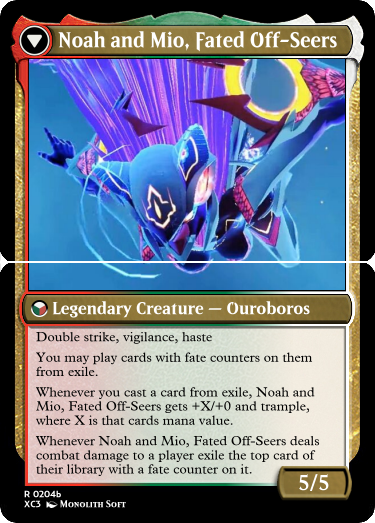 Noah and Mio, Fated Off-Seers
Legendary Creature — Ouroboros
Double strike, vigilance, haste
You may play cards with fate counters on them
from exile.
Whenever you cast a card from exile, Noah and
Mio, Fated Off-Seers gets +X/+0 and trample,
where X is that cards mana value.
Whenever Noah and Mio, Fated Off-Seers deals
combat damage to a player exile the top card of
their library with a fate counter on it.
5/5
R 0204b
XC3 Monolith Soft